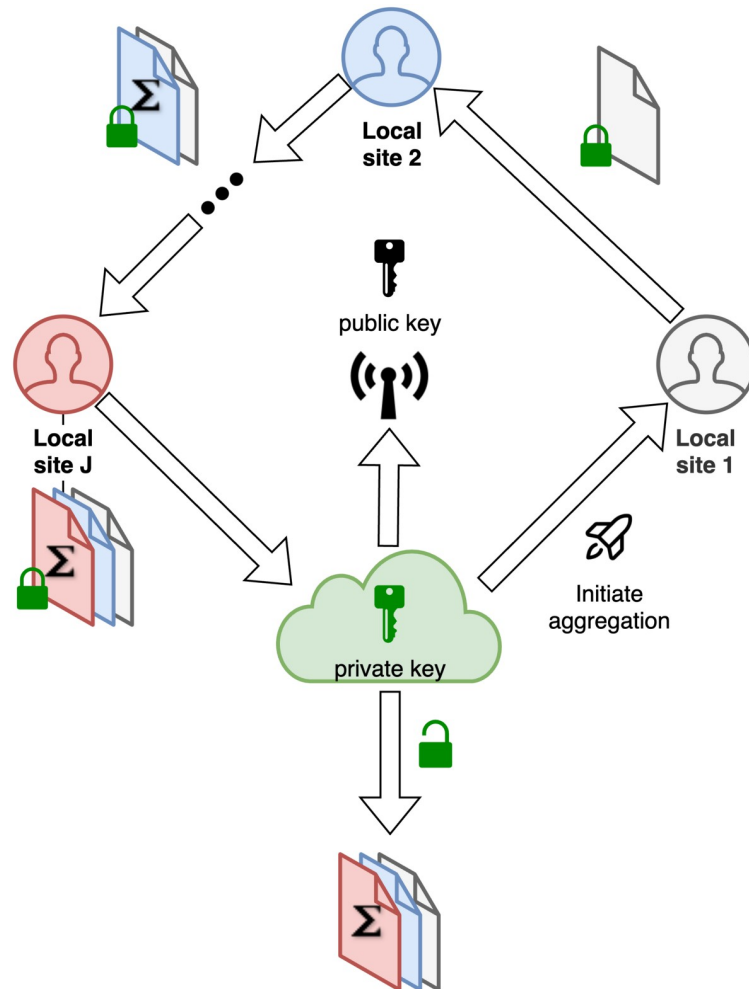 Σ
Local
site 2
public key
Local
site J
Local
site 1
Σ
Initiate
aggregation
private key
Σ